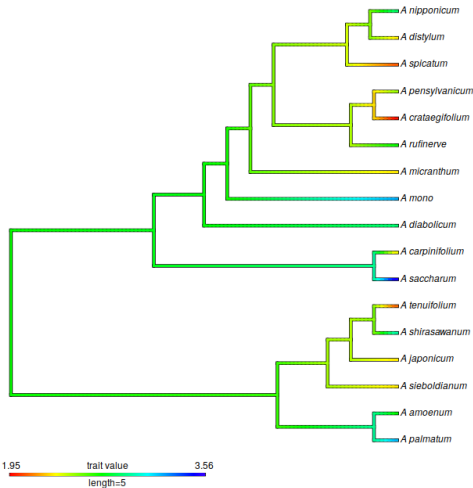 A nipponicum
A distylum
A spicatum
A pensylvanicum
A crataegifolium
A rufinerve
A micranthum
A mono
A diabolicum
A carpinifolium
A saccharum
A tenuifolium
A shirasawanum
A japonicum
A sieboldianum
A amoenum
A palmatum
1.95 trait value 3.56
length=5